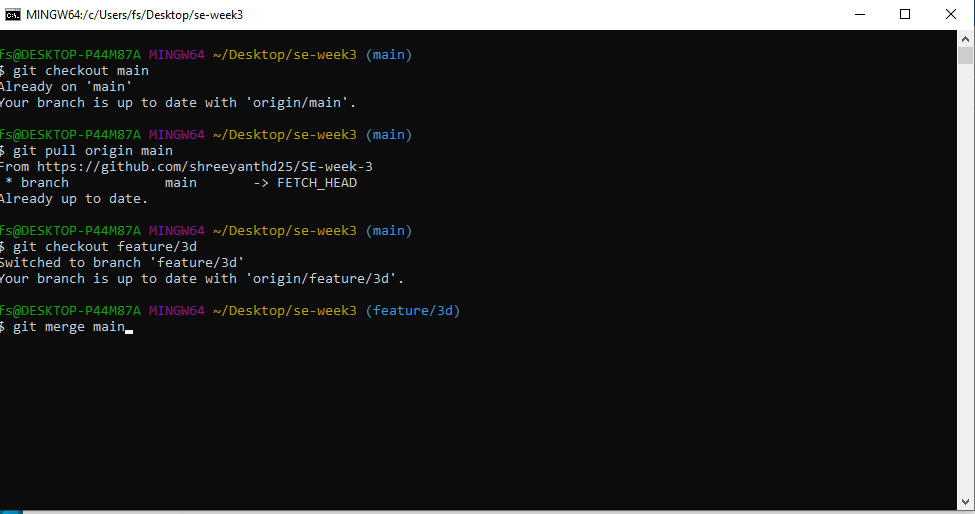 MINGW64:/c/Users/fs/Desktop/se-week3
fs@DESKTOP-P44M87A MINGW64 ~/Desktop/se-week3 (main)
$ git checkout main
Already on 'main'
Your branch is up to date with 'origin/main'.
fs@DESKTOP-P44M87A MINGW64 ~/Desktop/se-week3 (main)
$ git pull origin main
From https://github.com/shreeyanthd25/SE-week-3
 * branch            main       -> FETCH_HEAD
Already up to date.
fs@DESKTOP-P44M87A MINGW64 ~/Desktop/se-week3 (main)
$ git checkout feature/3d
Switched to branch 'feature/3d'
Your branch is up to date with 'origin/feature/3d'.
fs@DESKTOP-P44M87A MINGW64 ~/Desktop/se-week3 (feature/3d)
$ git merge main